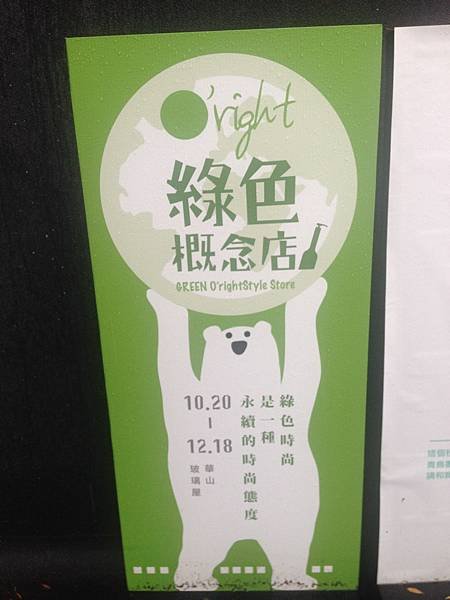 O'right
綠色
概念店
GREEN O'rightStyle Store
綠色時尚
是一種
永續的時尚態度
10.20
|
12.18
華山
玻璃屋